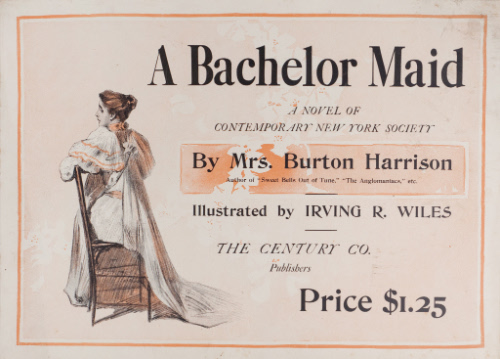 A Bachelor Maid
A NOVEL OF
CONTEMPORARY NEW YORK SOCIETY
By Mrs. Burton Harrison
Author of "Sweet Bells Out of Tune," "The Anglomaniacs," etc.
Illustrated by IRVING R. WILES
THE CENTURY CO.
Publishers
Price $1.25